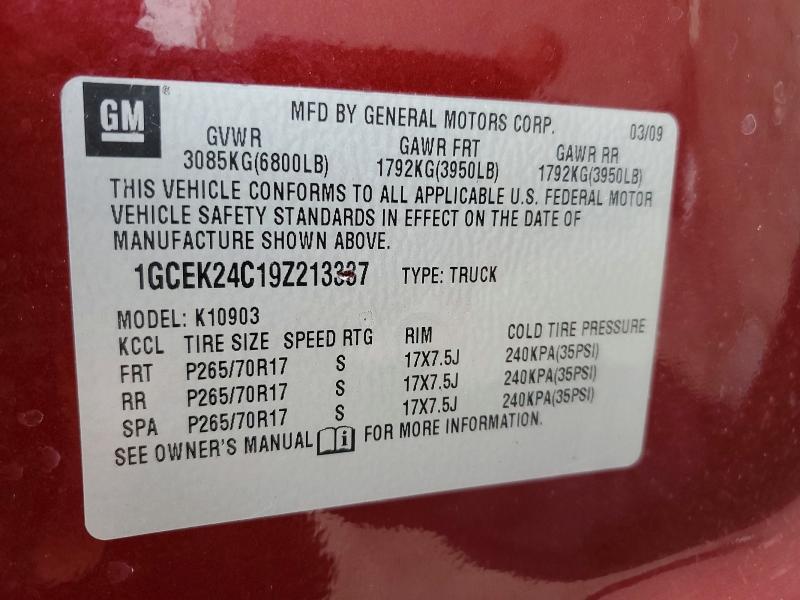 GM ®
MFD BY GENERAL MOTORS CORP. 03/09
GVWR GAWR FRT GAWR RR
3085KG(6800LB) 1792KG(3950LB) 1792KG(3950LB)
THIS VEHICLE CONFORMS TO ALL APPLICABLE U.S. FEDERAL MOTOR
VEHICLE SAFETY STANDARDS IN EFFECT ON THE DATE OF
MANUFACTURE SHOWN ABOVE.
1GCEK24C19Z213337 TYPE: TRUCK
MODEL: K10903
KCCL TIRE SIZE SPEED RTG RIM COLD TIRE PRESSURE
FRT P265/70R17 S 17X7.5J 240KPA(35PSI)
RR P265/70R17 S 17X7.5J 240KPA(35PSI)
SPA P265/70R17 S 17X7.5J 240KPA(35PSI)
SEE OWNER'S MANUAL i FOR MORE INFORMATION.